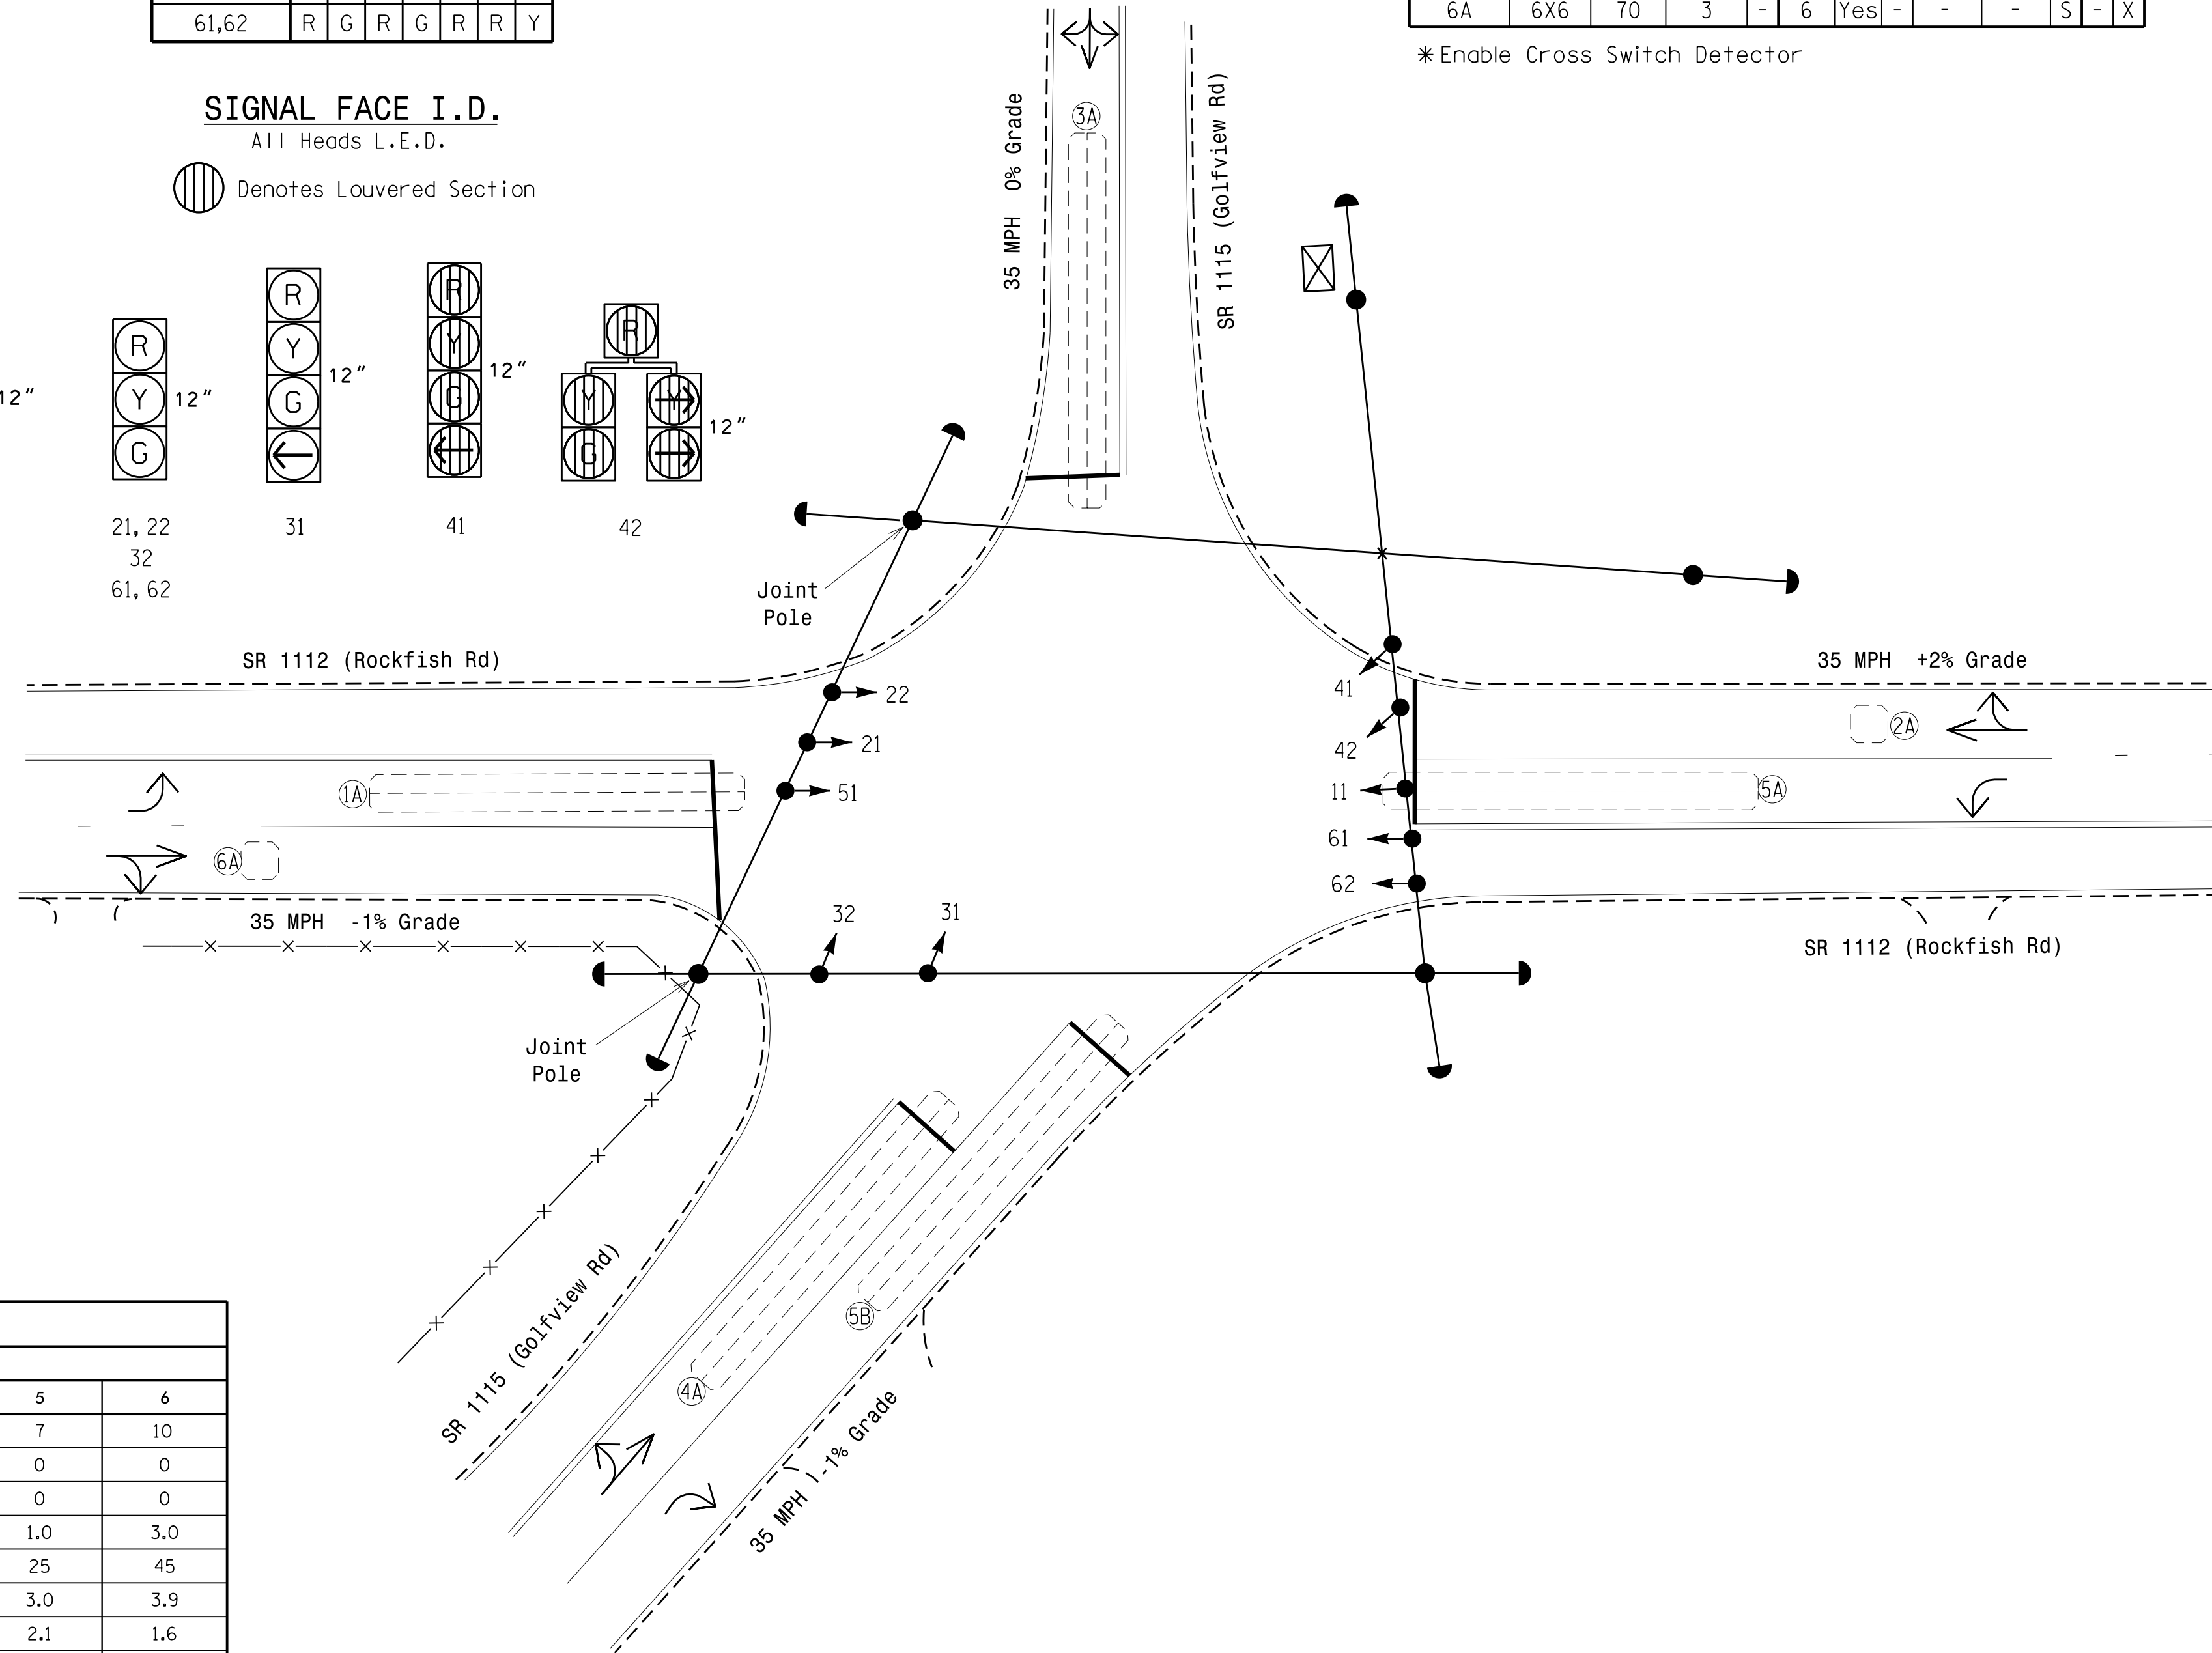 61,62 R G R G R R Y
6A 6X6 70 3 - 6 Yes - - - S - X
*Enable Cross Switch Detector
SIGNAL FACE I.D.
All Heads L.E.D.
Denotes Louvered Section
12"
R
Y
G
12"
21, 22
32
61, 62
R
Y
G
12"
31
R
Y
G
12"
41
R
Y
Y
G
12"
42
35 MPH 0% Grade
3A
SR 1115 (Golfview Rd)
Joint
Pole
SR 1112 (Rockfish Rd)
35 MPH +2% Grade
22
21
51
41
42
11
61
62
2A
5A
1A
6A
35 MPH -1% Grade
32
31
SR 1112 (Rockfish Rd)
Joint
Pole
SR 1115 (Golfview Rd)
4A
5B
35 MPH -1% Grade
5 6
7 10
0 0
0 0
1.0 3.0
25 45
3.0 3.9
2.1 1.6